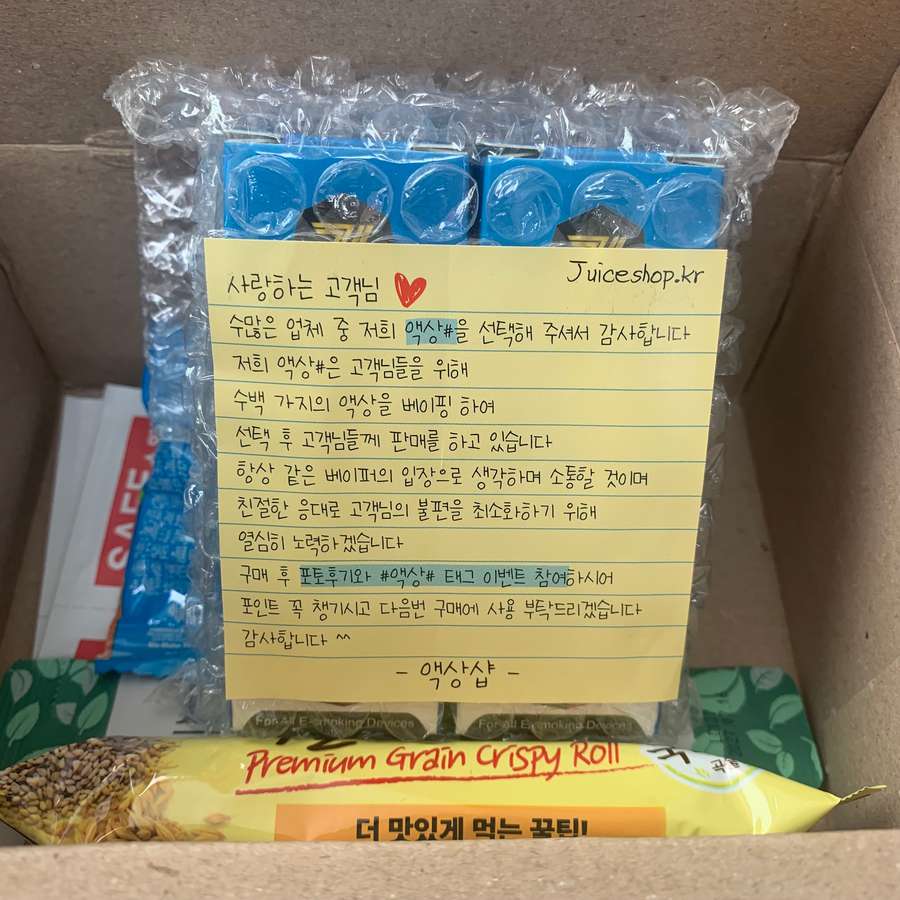 Juiceshop.kr
사랑하는 고객님
수많은 업체 중 저희 액상#을 선택해 주셔서 감사합니다
저희 액상#은 고객님들을 위해
수백 가지의 액상을 베이핑 하여
선택 후 고객님들께 판매를 하고 있습니다
항상 같은 베이퍼의 입장으로 생각하며 소통할 것이며
친절한 응대로 고객님의 불편을 최소화하기 위해
열심히 노력하겠습니다
구매 후 포토후기와 #액상# 태그 이벤트 참여하시어
포인트 꼭 챙기시고 다음번 구매에 사용 부탁드리겠습니다
감사합니다 ^^
- 액상샵 -
For All E-smoking Devices
For All E-smoking Devices
Premium Grain Crispy Roll
더 맛있게 먹는 꿀팁!